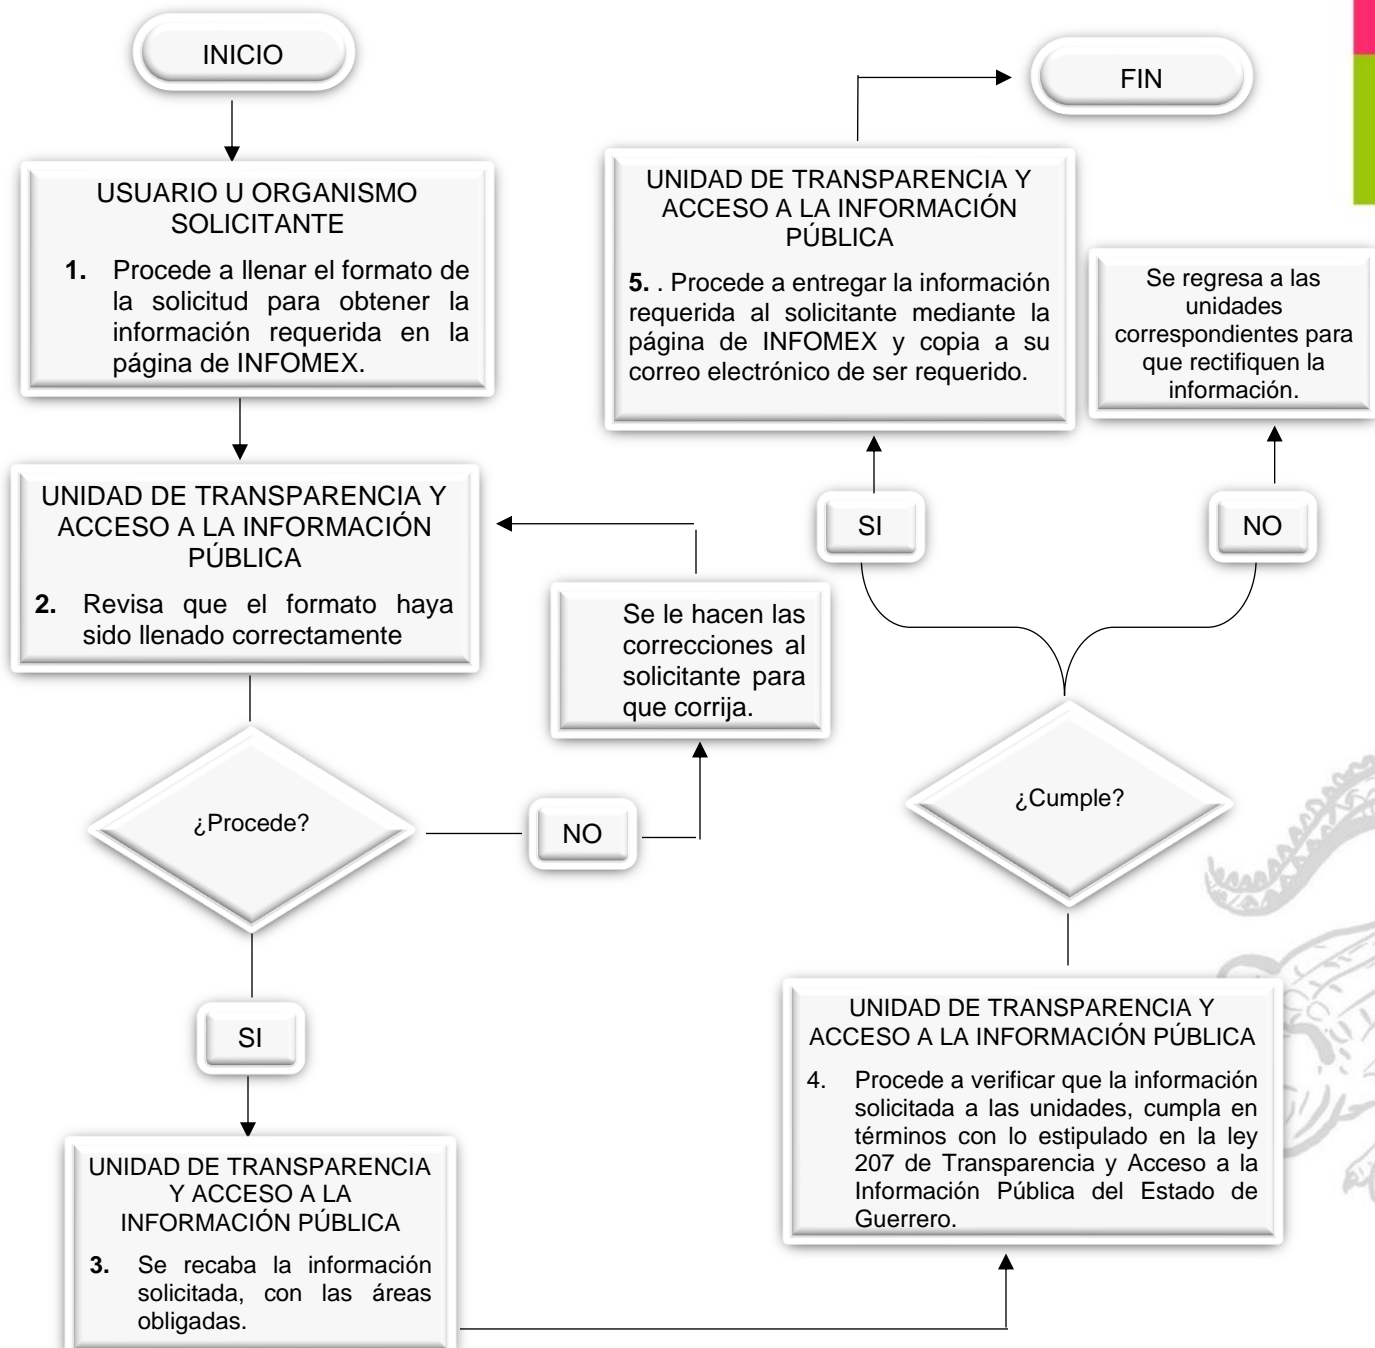 INICIO
USUARIO U ORGANISMO
SOLICITANTE
1. Procede a llenar el formato de
la solicitud para obtener la
información requerida en la
página de INFOMEX.
UNIDAD DE TRANSPARENCIA Y
ACCESO A LA INFORMACIÓN
PÚBLICA
2. Revisa que el formato haya
sido llenado correctamente
¿Procede?
NO
Se le hacen las
correcciones al
solicitante para
que corrija.
SI
UNIDAD DE TRANSPARENCIA
Y ACCESO A LA
INFORMACIÓN PÚBLICA
3. Se recaba la información
solicitada, con las áreas
obligadas.
UNIDAD DE TRANSPARENCIA Y
ACCESO A LA INFORMACIÓN PÚBLICA
4. Procede a verificar que la información
solicitada a las unidades, cumpla en
términos con lo estipulado en la ley
207 de Transparencia y Acceso a la
Información Pública del Estado de
Guerrero.
¿Cumple?
SI
NO
Se regresa a las
unidades
correspondientes para
que rectifiquen la
información.
UNIDAD DE TRANSPARENCIA Y
ACCESO A LA INFORMACIÓN
PÚBLICA
5. . Procede a entregar la información
requerida al solicitante mediante la
página de INFOMEX y copia a su
correo electrónico de ser requerido.
FIN